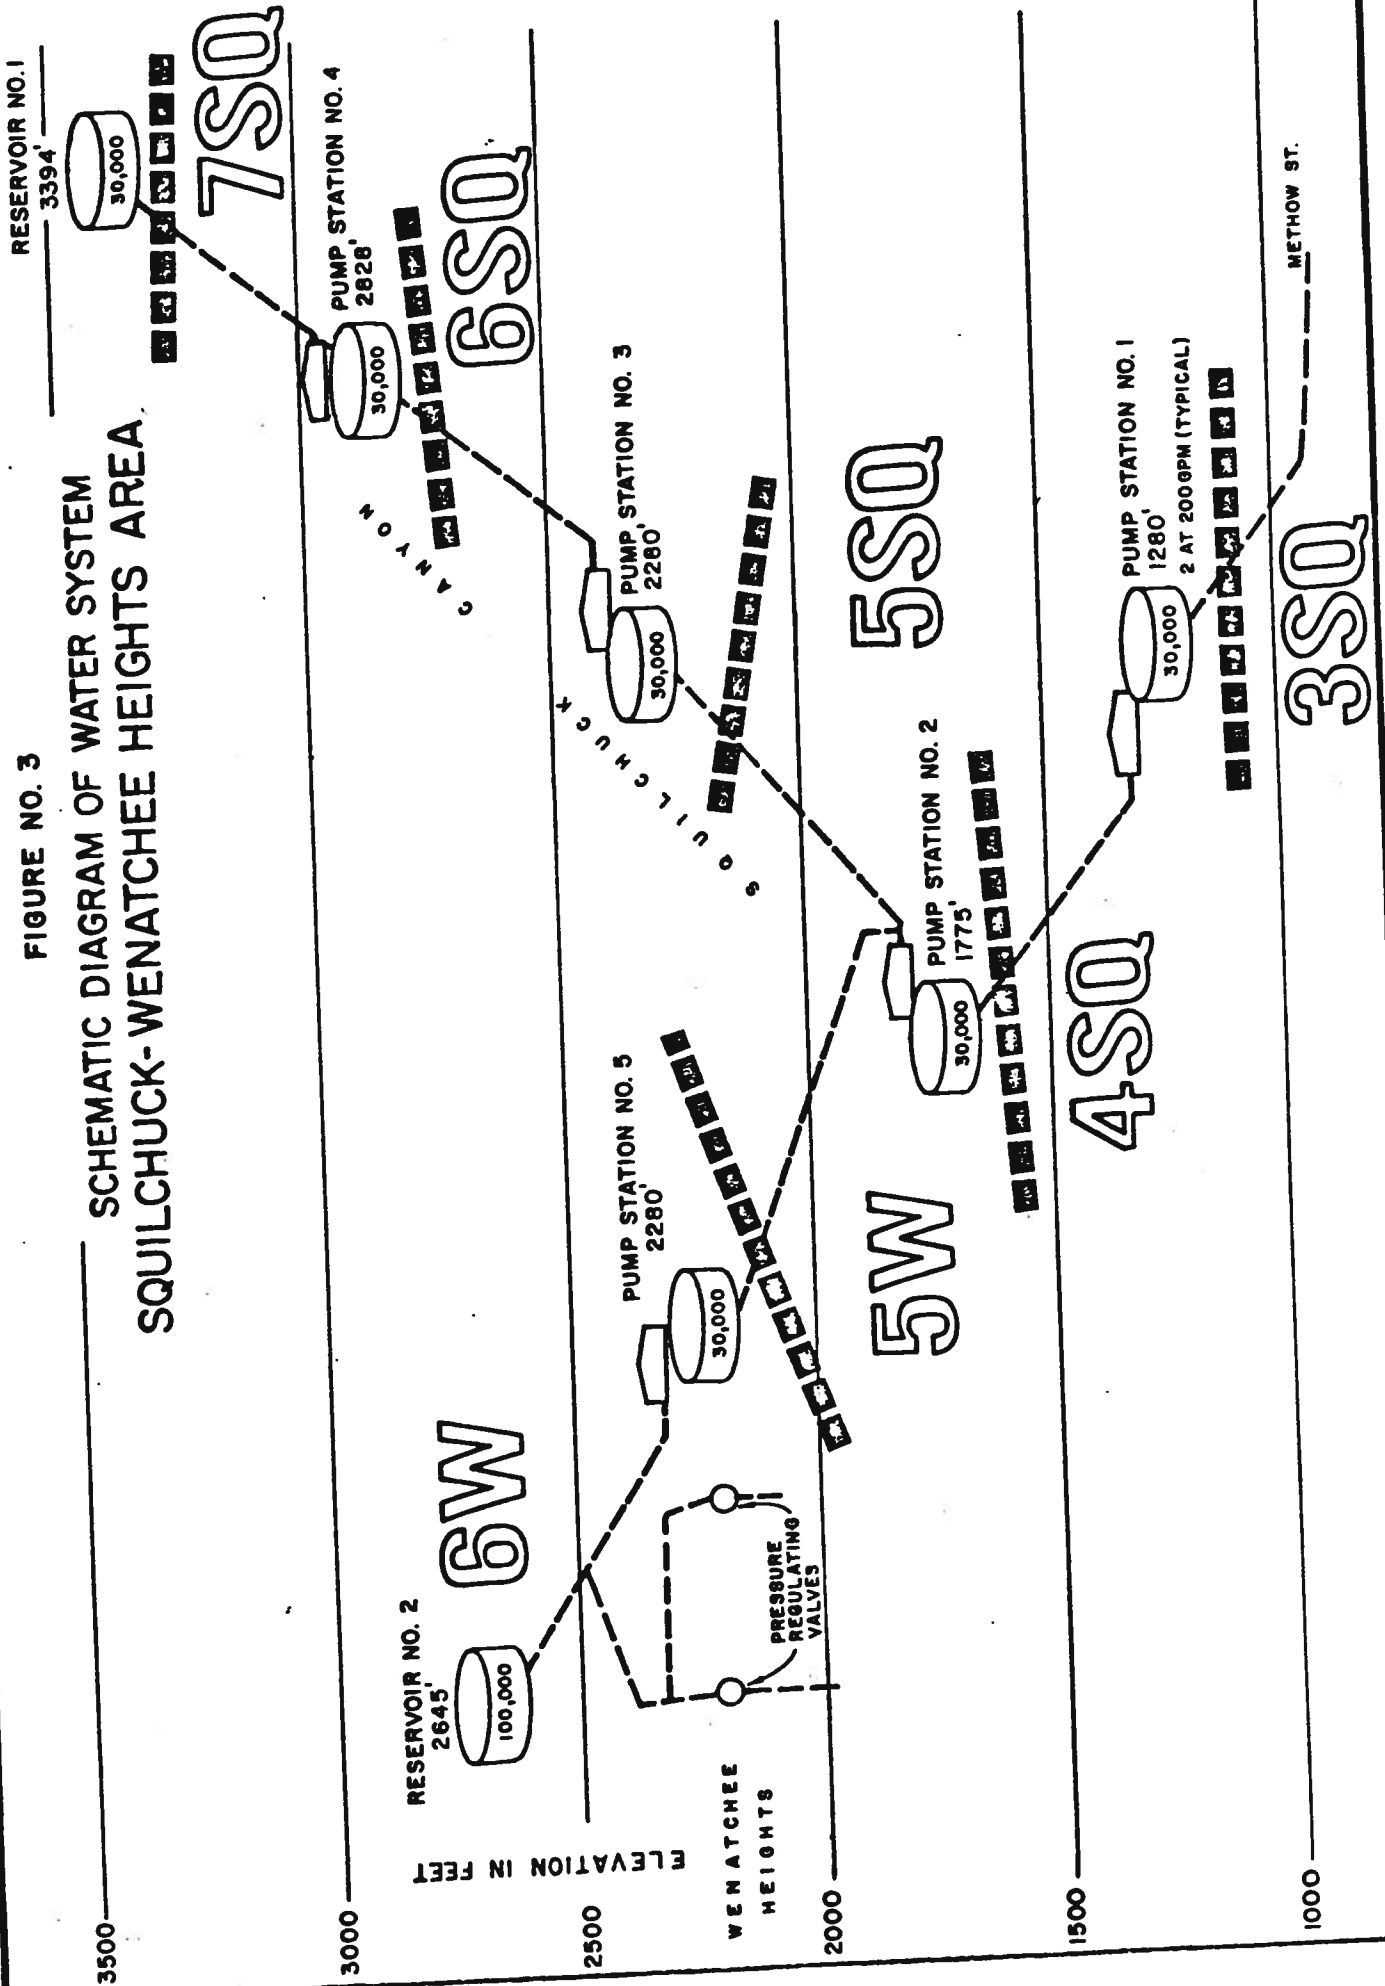 FIGURE NO. 3
SCHEMATIC DIAGRAM OF WATER SYSTEM
SQUILCHUCK-WENATCHEE HEIGHTS AREA
RESERVOIR NO. 1
3394'
30,000
7SQ
PUMP STATION NO. 4
2828'
30,000
6SQ
SQUILCHUCK CANYON
PUMP STATION NO. 3
2280'
30,000
5SQ
RESERVOIR NO. 2
2645'
100,000
6W
PUMP STATION NO. 5
2280'
30,000
5W
PRESSURE
REGULATING
VALVES
WENATCHEE
HEIGHTS
PUMP STATION NO. 2
1775'
30,000
4SQ
PUMP STATION NO. 1
1280'
2 AT 200GPM (TYPICAL)
30,000
3SQ
METHOW ST.
ELEVATION IN FEET
3500
3000
2500
2000
1500
1000